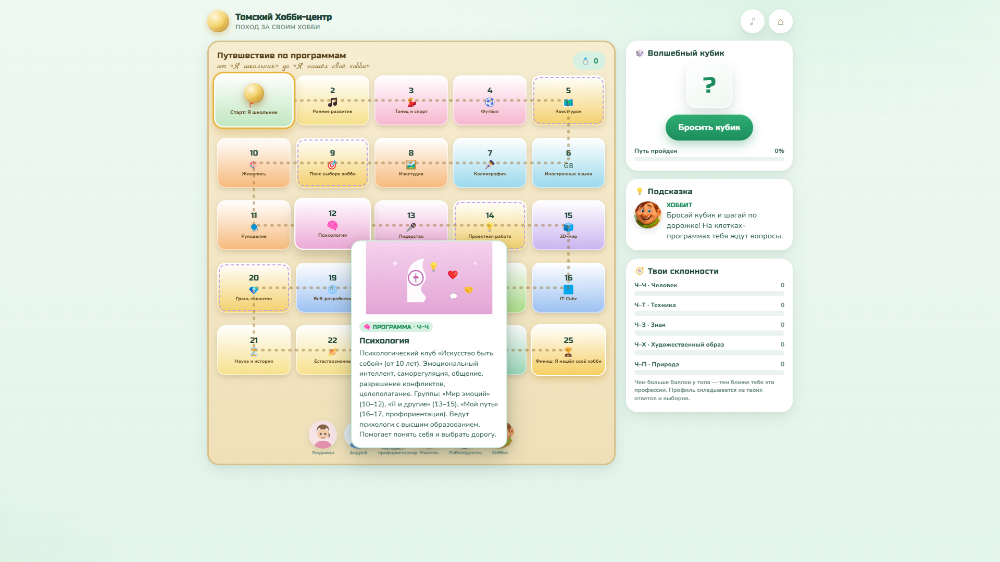 Томский Хобби-центр
ПОХОД ЗА СВОИМ ХОББИ
Путешествие по программам
от «Я школьник» до «Я нашёл своё хобби»
0
Старт: Я школьник
2
Раннее развитие
3
Танец и спорт
4
Футбол
5
Квест-урок
10
Живопись
9
Поле выбора хобби
8
Изостудия
7
Каллиграфия
6
GB
Иностранные языки
11
Рукоделие
12
Психология
13
Лидерство
14
Проектная работа
15
3D-мир
20
Грань талантов
19
Веб-разработка
16
IT-Cube
21
Наука и история
22
Естествознание
25
Финиш: Я нашёл своё хобби
ПРОГРАММА · Ч–Ч
Психология
Психологический клуб «Искусство быть
собой» (от 10 лет). Эмоциональный
интеллект, саморегуляция, общение,
разрешение конфликтов,
целеполагание. Группы: «Мир эмоций»
(10–12), «Я и другие» (13–15), «Мой путь»
(16–17, профориентация). Ведут
психологи с высшим образованием.
Помогает понять себя и выбрать дорогу.
Людмила
Андрей
Методист-
профориентатор
Учитель
Работодатель
Хоббит
Волшебный кубик
?
Бросить кубик
Путь пройден 0%
Подсказка
ХОББИТ
Бросай кубик и шагай по
дорожке! На клетках-
программах тебя ждут вопросы.
Твои склонности
Ч–Ч · Человек 0
Ч–Т · Техника 0
Ч–З · Знак 0
Ч–Х · Художественный образ 0
Ч–П · Природа 0
Чем больше баллов у типа — тем ближе тебе эти
профессии. Профиль складывается из твоих
ответов и выборов.